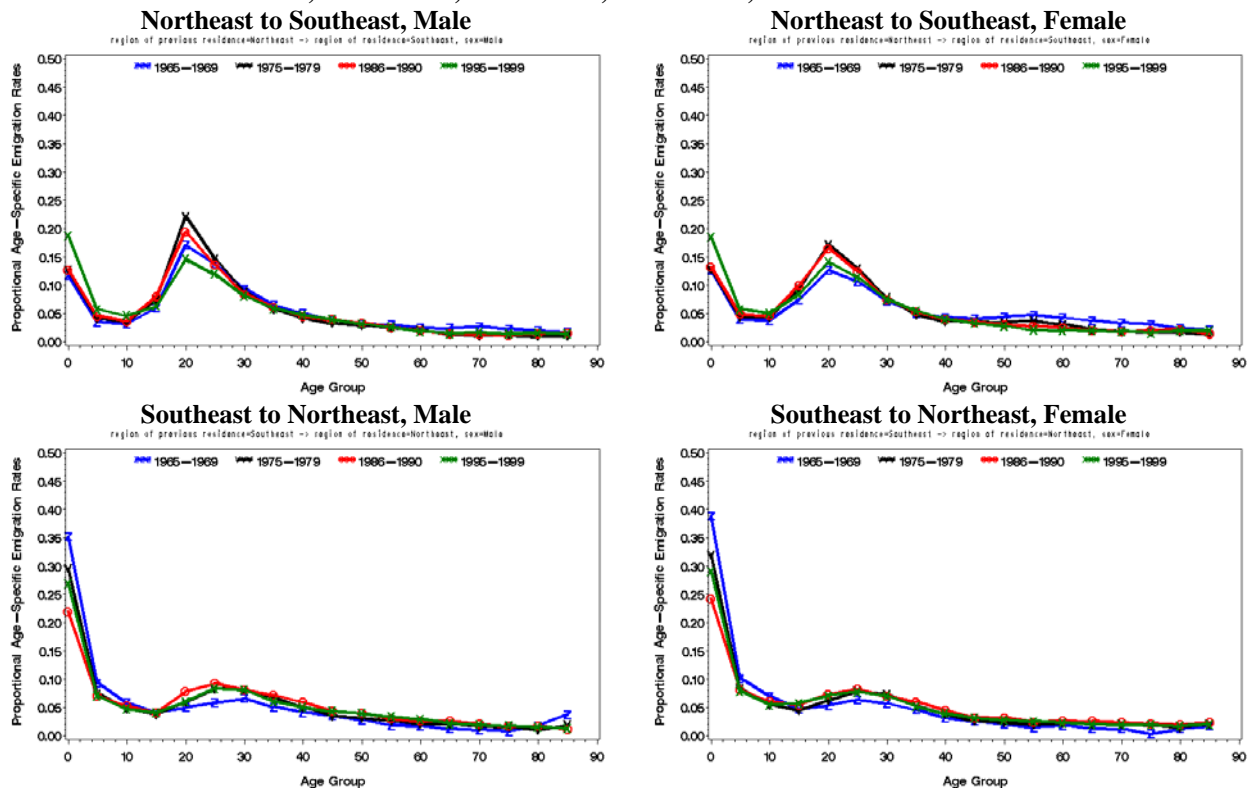 Northeast to Southeast, Male
region of previous residence=Northeast -> region of residence=Southeast, sex=Male
1965-1969 1975-1979 1986-1990 1995-1999
Proportional Age-Specific Emigration Rates
0.50
0.45
0.40
0.35
0.30
0.25
0.20
0.15
0.10
0.05
0.00
0 10 20 30 40 50 60 70 80 90
Age Group
Northeast to Southeast, Female
region of previous residence=Northeast -> region of residence=Southeast, sex=Female
1965-1969 1975-1979 1986-1990 1995-1999
Proportional Age-Specific Emigration Rates
0.50
0.45
0.40
0.35
0.30
0.25
0.20
0.15
0.10
0.05
0.00
0 10 20 30 40 50 60 70 80 90
Age Group
Southeast to Northeast, Male
region of previous residence=Southeast -> region of residence=Northeast, sex=Male
1965-1969 1975-1979 1986-1990 1995-1999
Proportional Age-Specific Emigration Rates
0.50
0.45
0.40
0.35
0.30
0.25
0.20
0.15
0.10
0.05
0.00
0 10 20 30 40 50 60 70 80 90
Age Group
Southeast to Northeast, Female
region of previous residence=Southeast -> region of residence=Northeast, sex=Female
1965-1969 1975-1979 1986-1990 1995-1999
Proportional Age-Specific Emigration Rates
0.50
0.45
0.40
0.35
0.30
0.25
0.20
0.15
0.10
0.05
0.00
0 10 20 30 40 50 60 70 80 90
Age Group